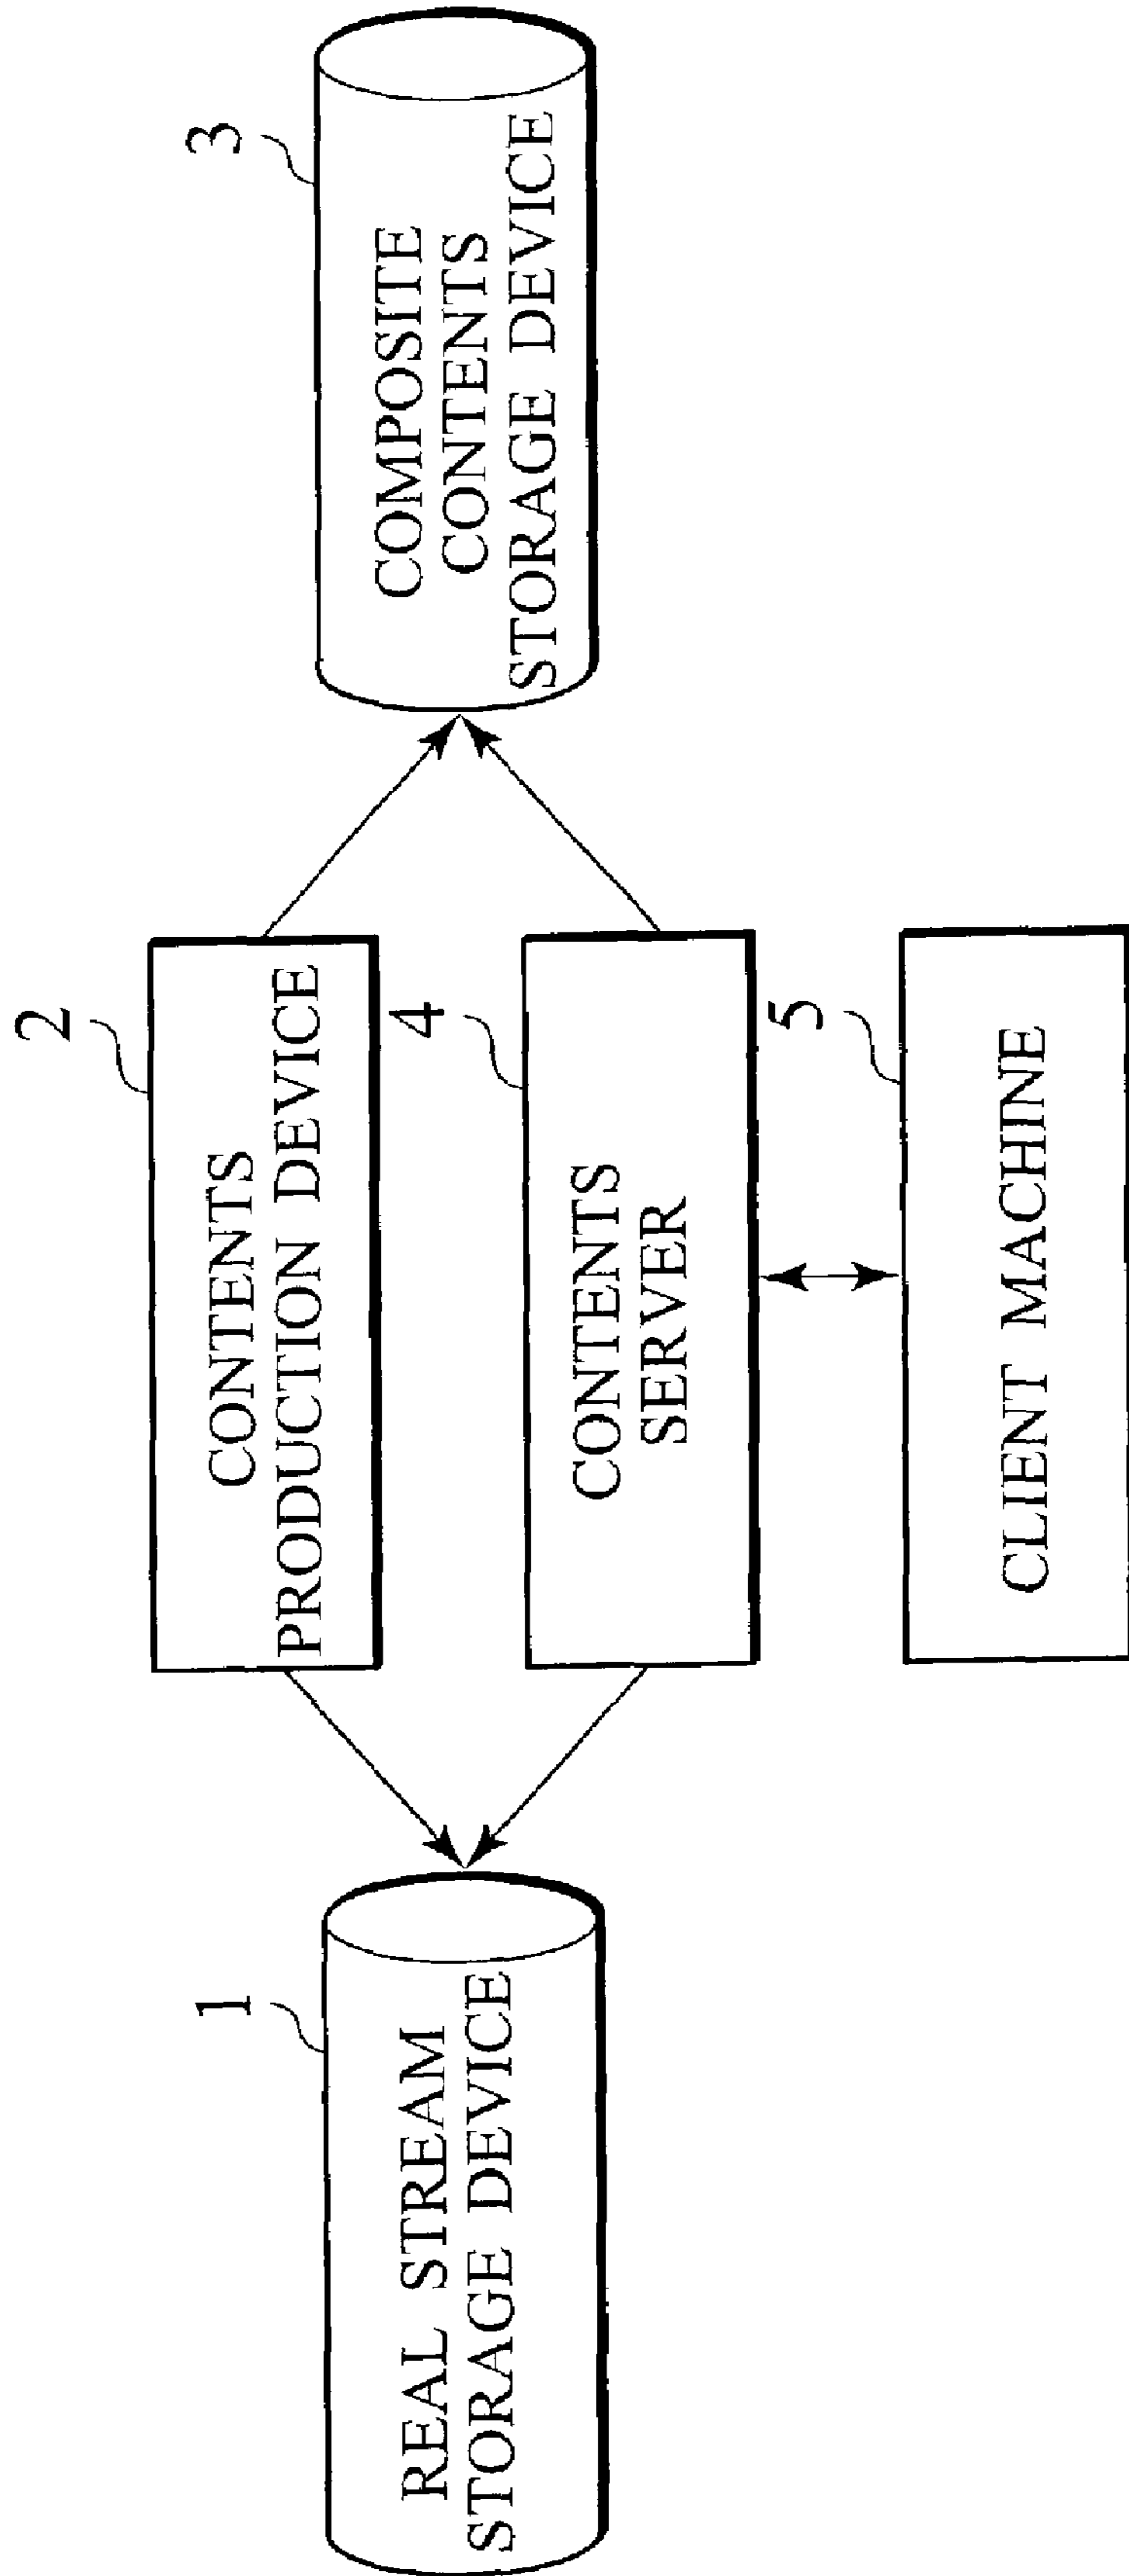 1
REAL STREAM
STORAGE DEVICE
2
CONTENTS
PRODUCTION DEVICE
3
COMPOSITE
CONTENTS
STORAGE DEVICE
4
CONTENTS
SERVER
5
CLIENT MACHINE